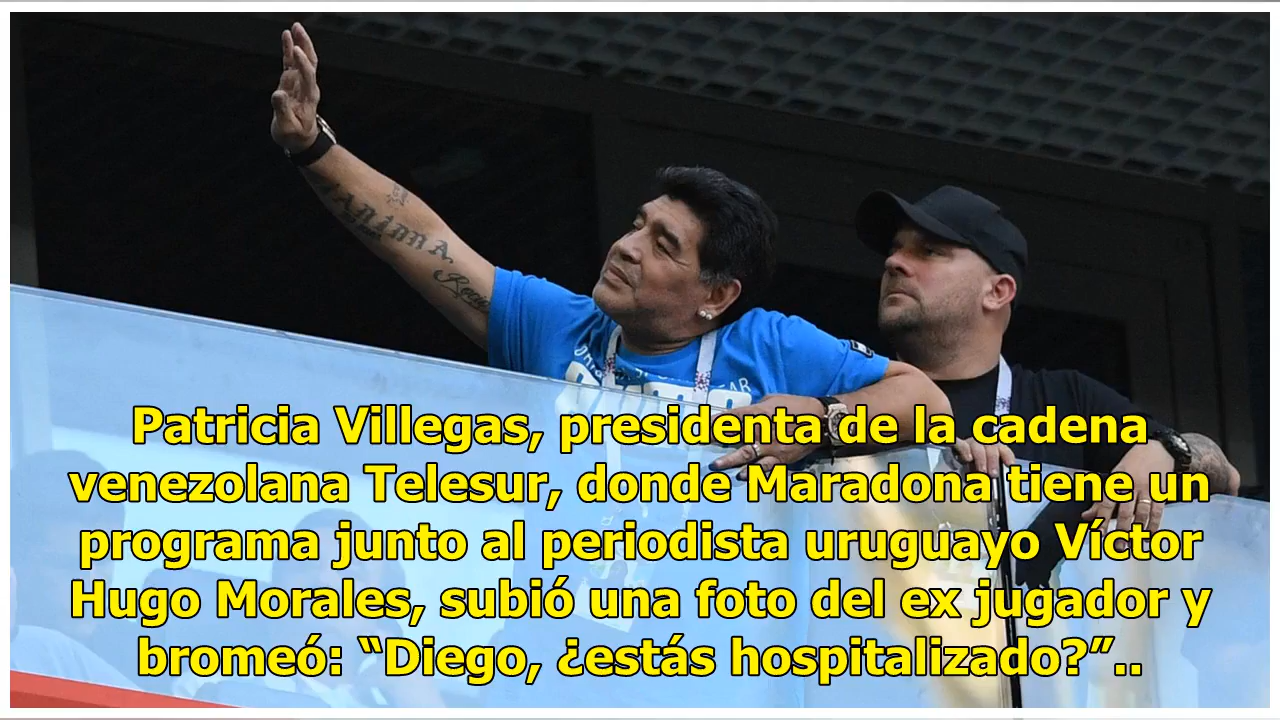 Patricia Villegas, presidenta de la cadena
venezolana Telesur, donde Maradona tiene un
programa junto al periodista uruguayo Víctor
Hugo Morales, subió una foto del ex jugador y
bromeó: “Diego, ¿estás hospitalizado?”..